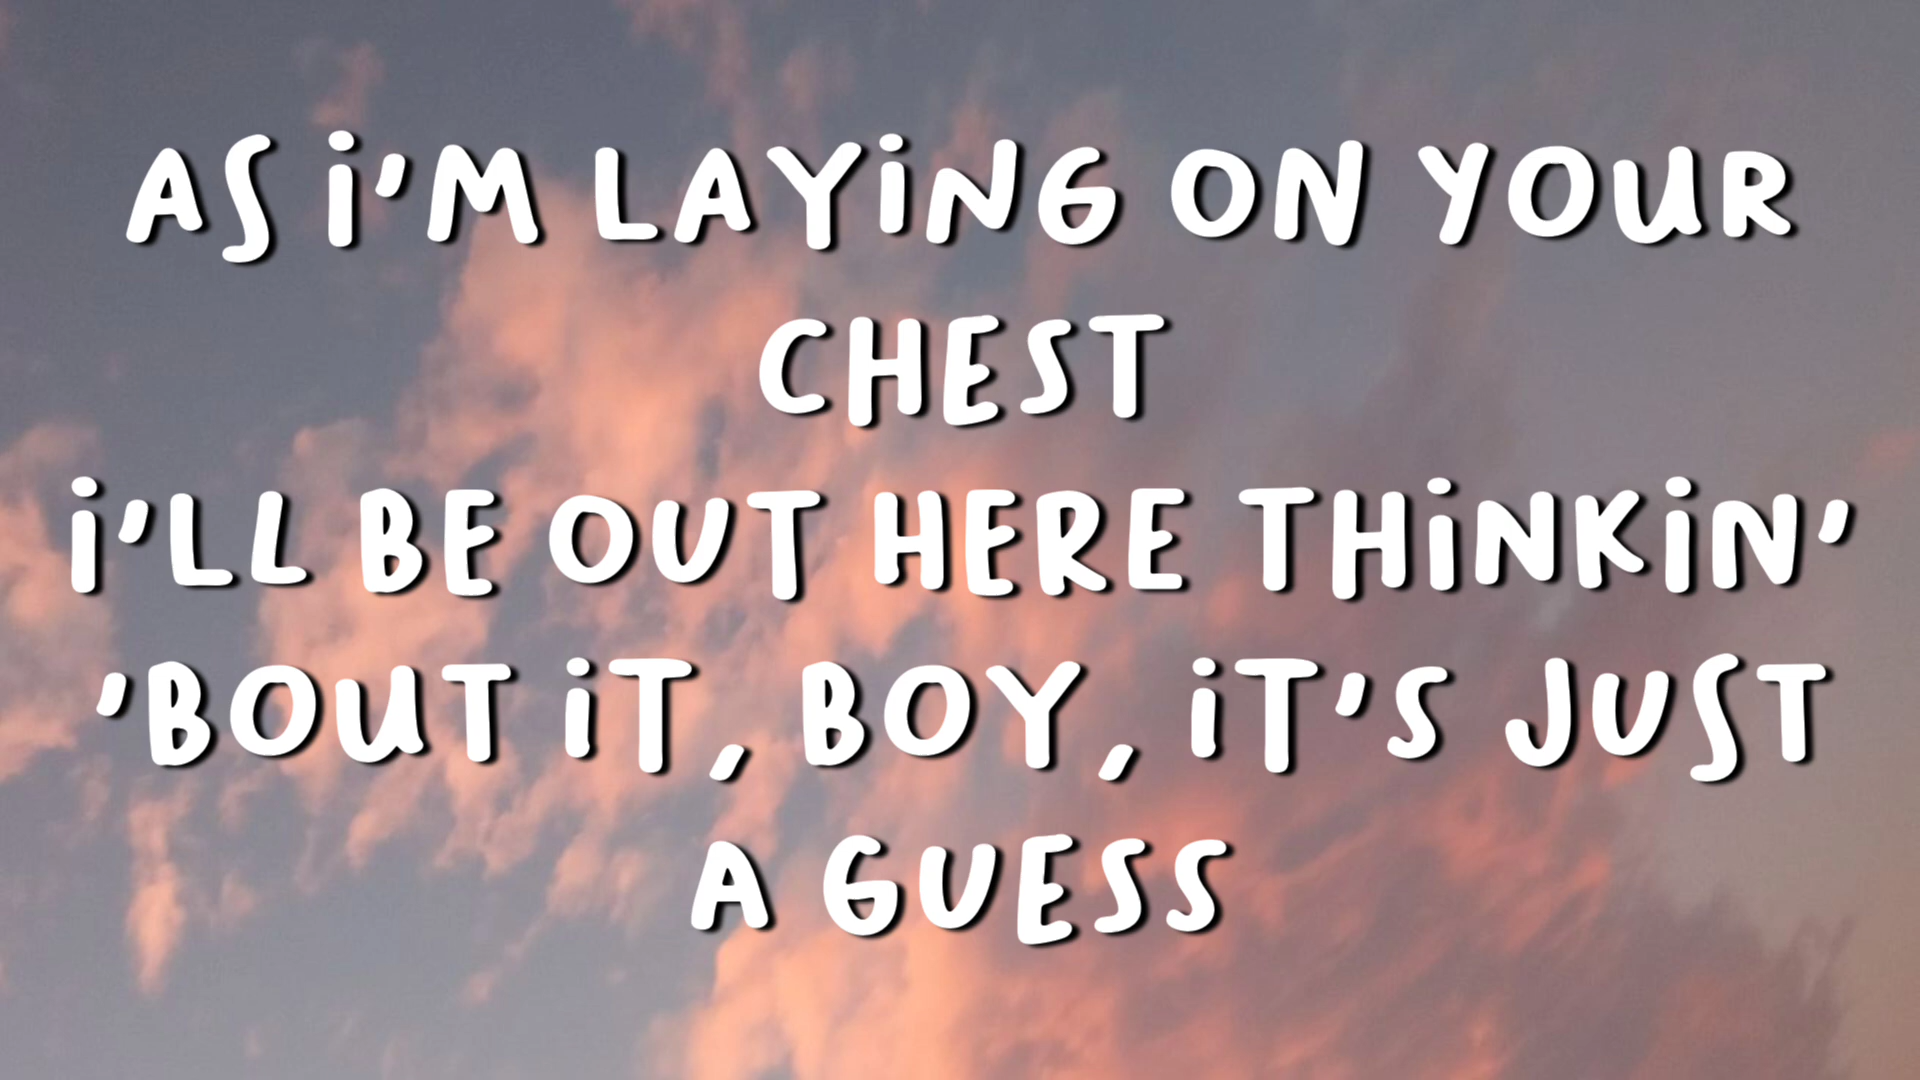 AS I'M LAYING ON YOUR
CHEST
I'LL BE OUT HERE THINKIN'
'BOUT IT, BOY, IT'S JUST
A GUESS